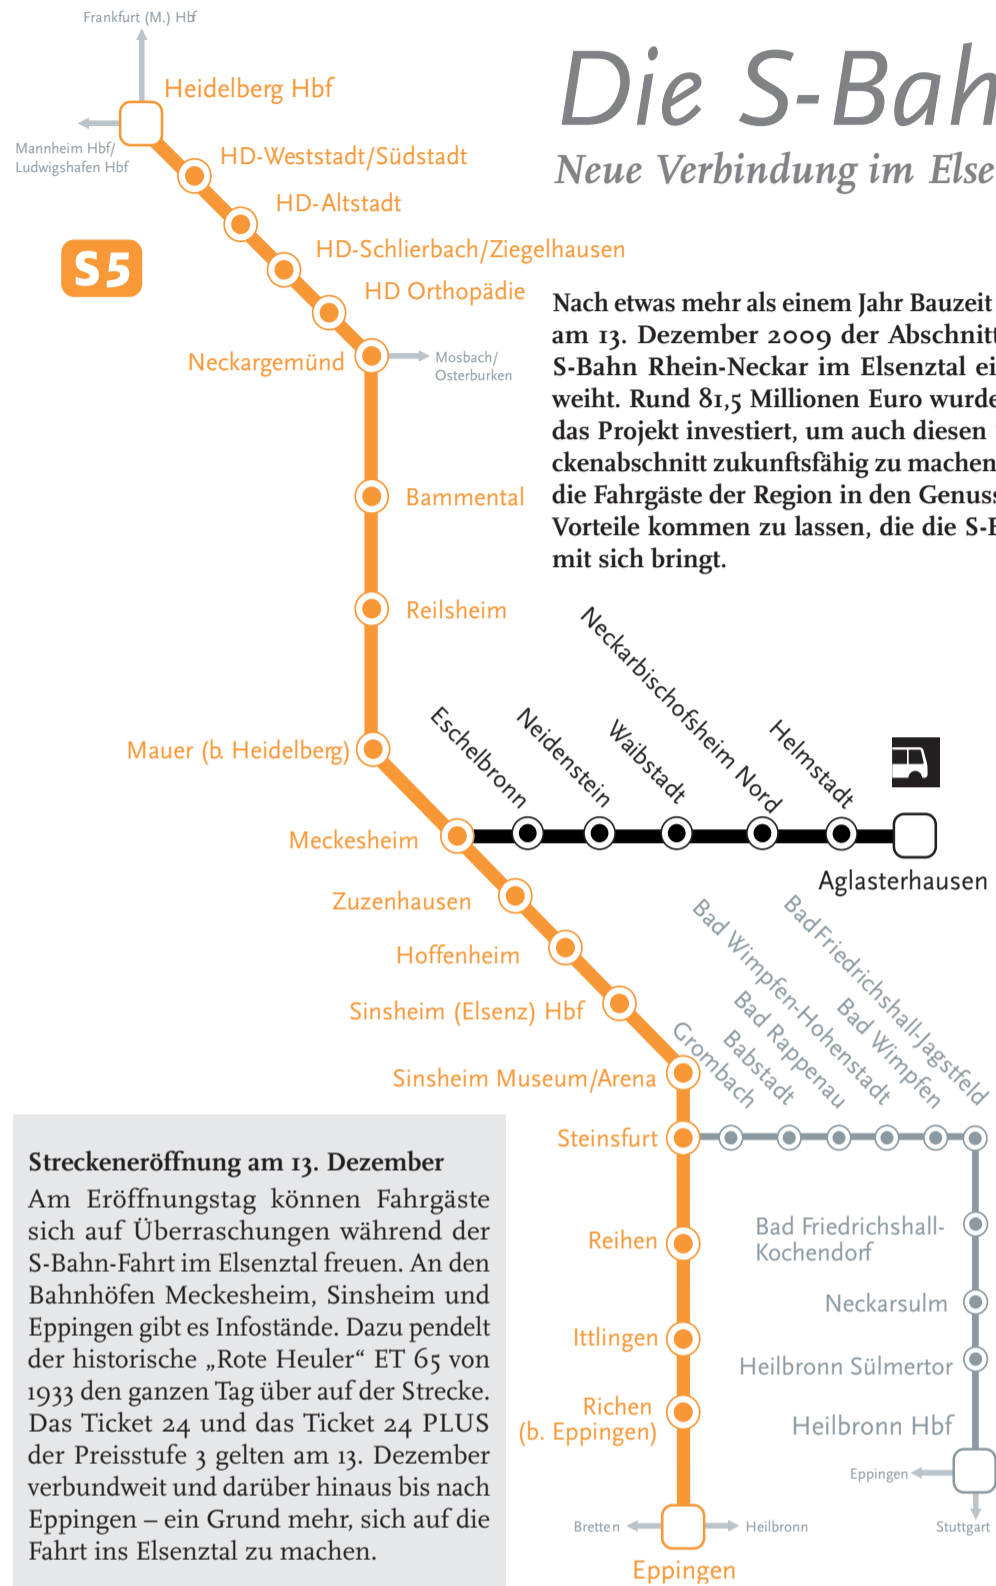 Frankfurt (M.) Hbf
Heidelberg Hbf
Mannheim Hbf/
Ludwigshafen Hbf
HD-Weststadt/Südstadt
HD-Altstadt
S5
HD-Schlierbach/Ziegelhausen
HD Orthopädie
Neckargemünd
Mosbach/
Osterburken
Bammental
Reilsheim
Mauer (b. Heidelberg)
Meckesheim
Eschelbronn
Neidenstein
Waibstadt
Neckarbischofsheim Nord
Helmstadt
Aglasterhausen
Zuzenhausen
Hoffenheim
Sinsheim (Elsenz) Hbf
Sinsheim Museum/Arena
Steinsfurt
Grombach
Babstadt
Bad Rappenau
Bad Wimpfen-Hohenstadt
Bad Wimpfen
Bad Friedrichshall-Jagstfeld
Bad Friedrichshall-
Kochendorf
Neckarsulm
Heilbronn Sülmertor
Heilbronn Hbf
Eppingen
Stuttgart
Reihen
Ittlingen
Richen
(b. Eppingen)
Bretten
Heilbronn
Eppingen
Die S-Bah
Neue Verbindung im Else
Nach etwas mehr als einem Jahr Bauzeit
am 13. Dezember 2009 der Abschnitt
S-Bahn Rhein-Neckar im Elsenztal ei
weiht. Rund 81,5 Millionen Euro wurde
das Projekt investiert, um auch diesen
ckenabschnitt zukunftsfähig zu machen
die Fahrgäste der Region in den Genuss
Vorteile kommen zu lassen, die die S-B
mit sich bringt.
Streckeneröffnung am 13. Dezember
Am Eröffnungstag können Fahrgäste
sich auf Überraschungen während der
S-Bahn-Fahrt im Elsenztal freuen. An den
Bahnhöfen Meckesheim, Sinsheim und
Eppingen gibt es Infostände. Dazu pendelt
der historische „Rote Heuler“ ET 65 von
1933 den ganzen Tag über auf der Strecke.
Das Ticket 24 und das Ticket 24 PLUS
der Preisstufe 3 gelten am 13. Dezember
verbundweit und darüber hinaus bis nach
Eppingen – ein Grund mehr, sich auf die
Fahrt ins Elsenztal zu machen.